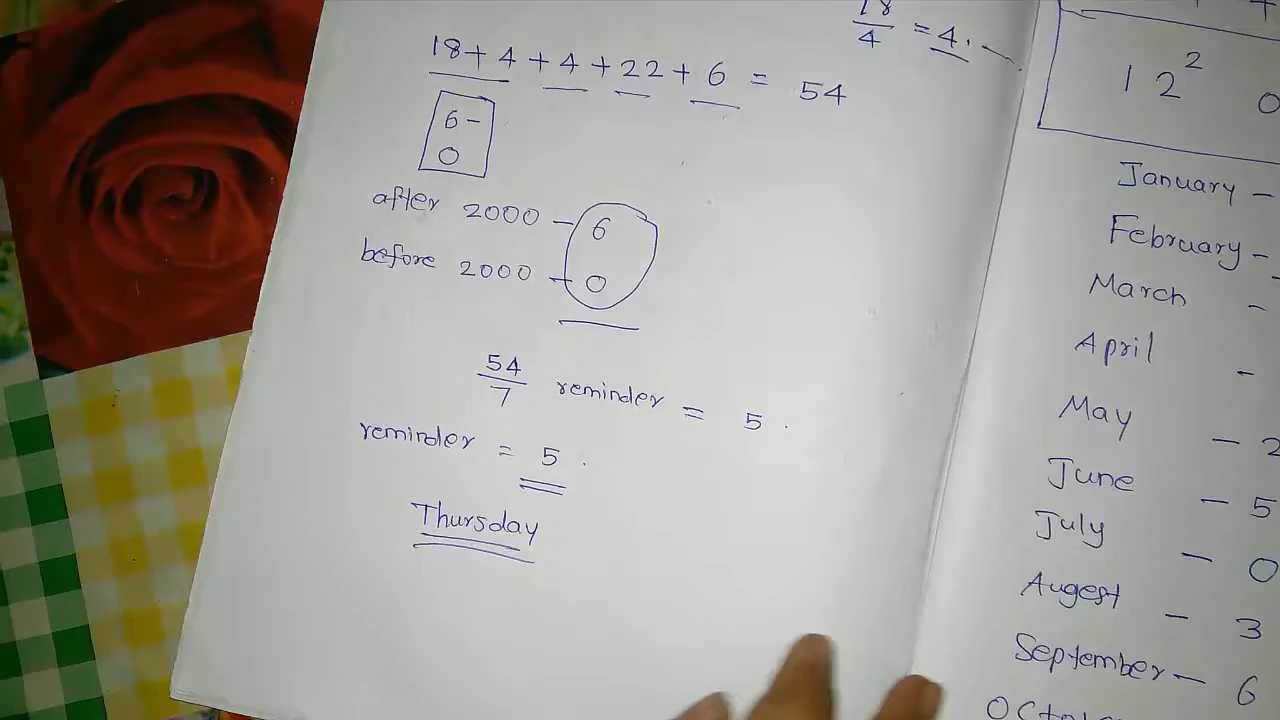 18 + 4 + 4 + 22 + 6 = 54
6 -
0
after 2000 - 6
before 2000 - 0
54
7
reminder = 5.
reminder = 5.
Thursday
18
4
= 4.
12²
0
January -
February -
March -
April -
May - 2
June - 5
July - 0
Augest - 3
September - 6